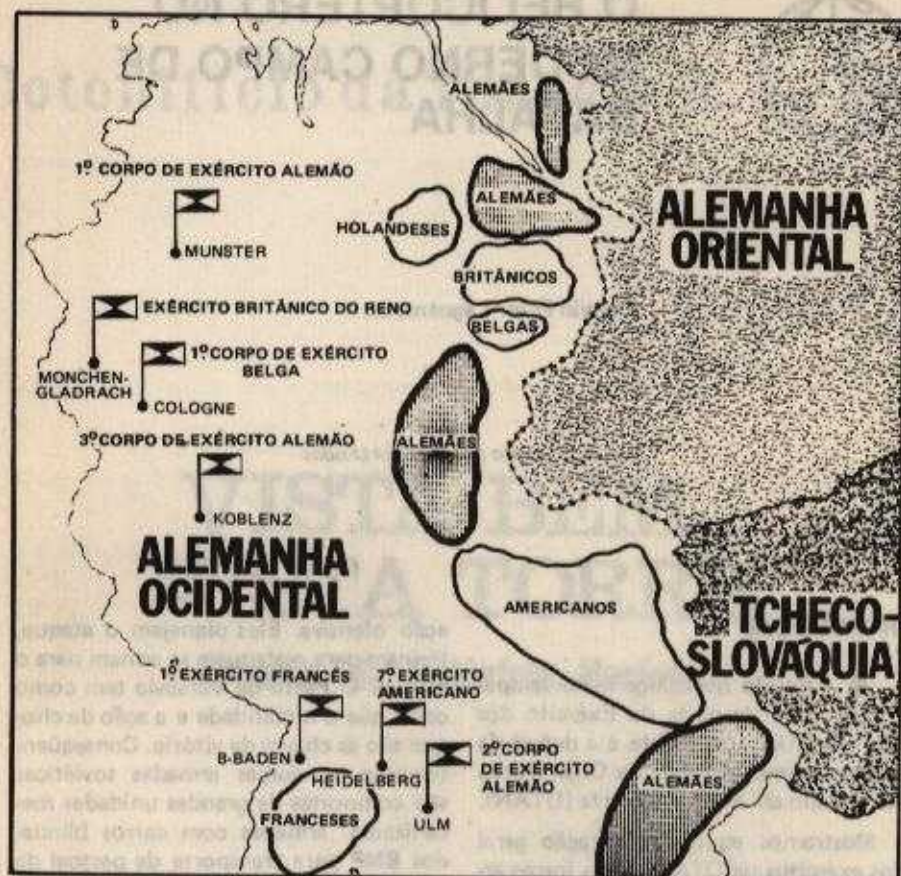 ALEMÃES
1º CORPO DE EXÉRCITO ALEMÃO
MUNSTER
HOLANDESES
ALEMÃES
ALEMANHA
ORIENTAL
BRITÂNICOS
BELGAS
EXÉRCITO BRITÂNICO DO RENO
MONCHEN-
GLADRACH
1º CORPO DE EXÉRCITO
BELGA
COLOGNE
3º CORPO DE EXÉRCITO ALEMÃO
KOBLENZ
ALEMÃES
ALEMANHA
OCIDENTAL
AMERICANOS
TCHECO-
SLOVÁQUIA
1º EXÉRCITO FRANCÊS
B-BADEN
7º EXÉRCITO
AMERICANO
HEIDELBERG
2º CORPO
DE EXÉRCITO
ALEMÃO
ULM
FRANCESES
ALEMÃES